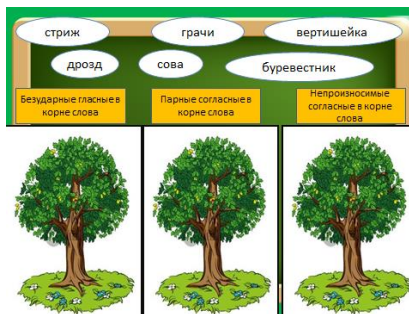 стриж
грачи
вертишейка
дрозд
сова
буревестник
Безударные гласные в
корне слова
Парные согласные в
корне слова
Непроизносимые
согласные в корне
слова